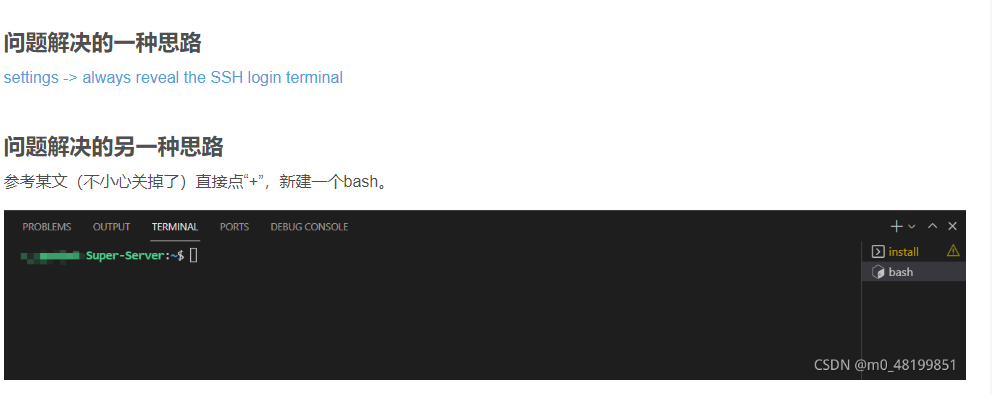 问题解决的一种思路
settings -> always reveal the SSH login terminal
问题解决的另一种思路
参考某文（不小心关掉了）直接点“+”，新建一个bash。
PROBLEMS OUTPUT TERMINAL PORTS DEBUG CONSOLE
Super-Server:~$
install
bash
CSDN @m0_48199851